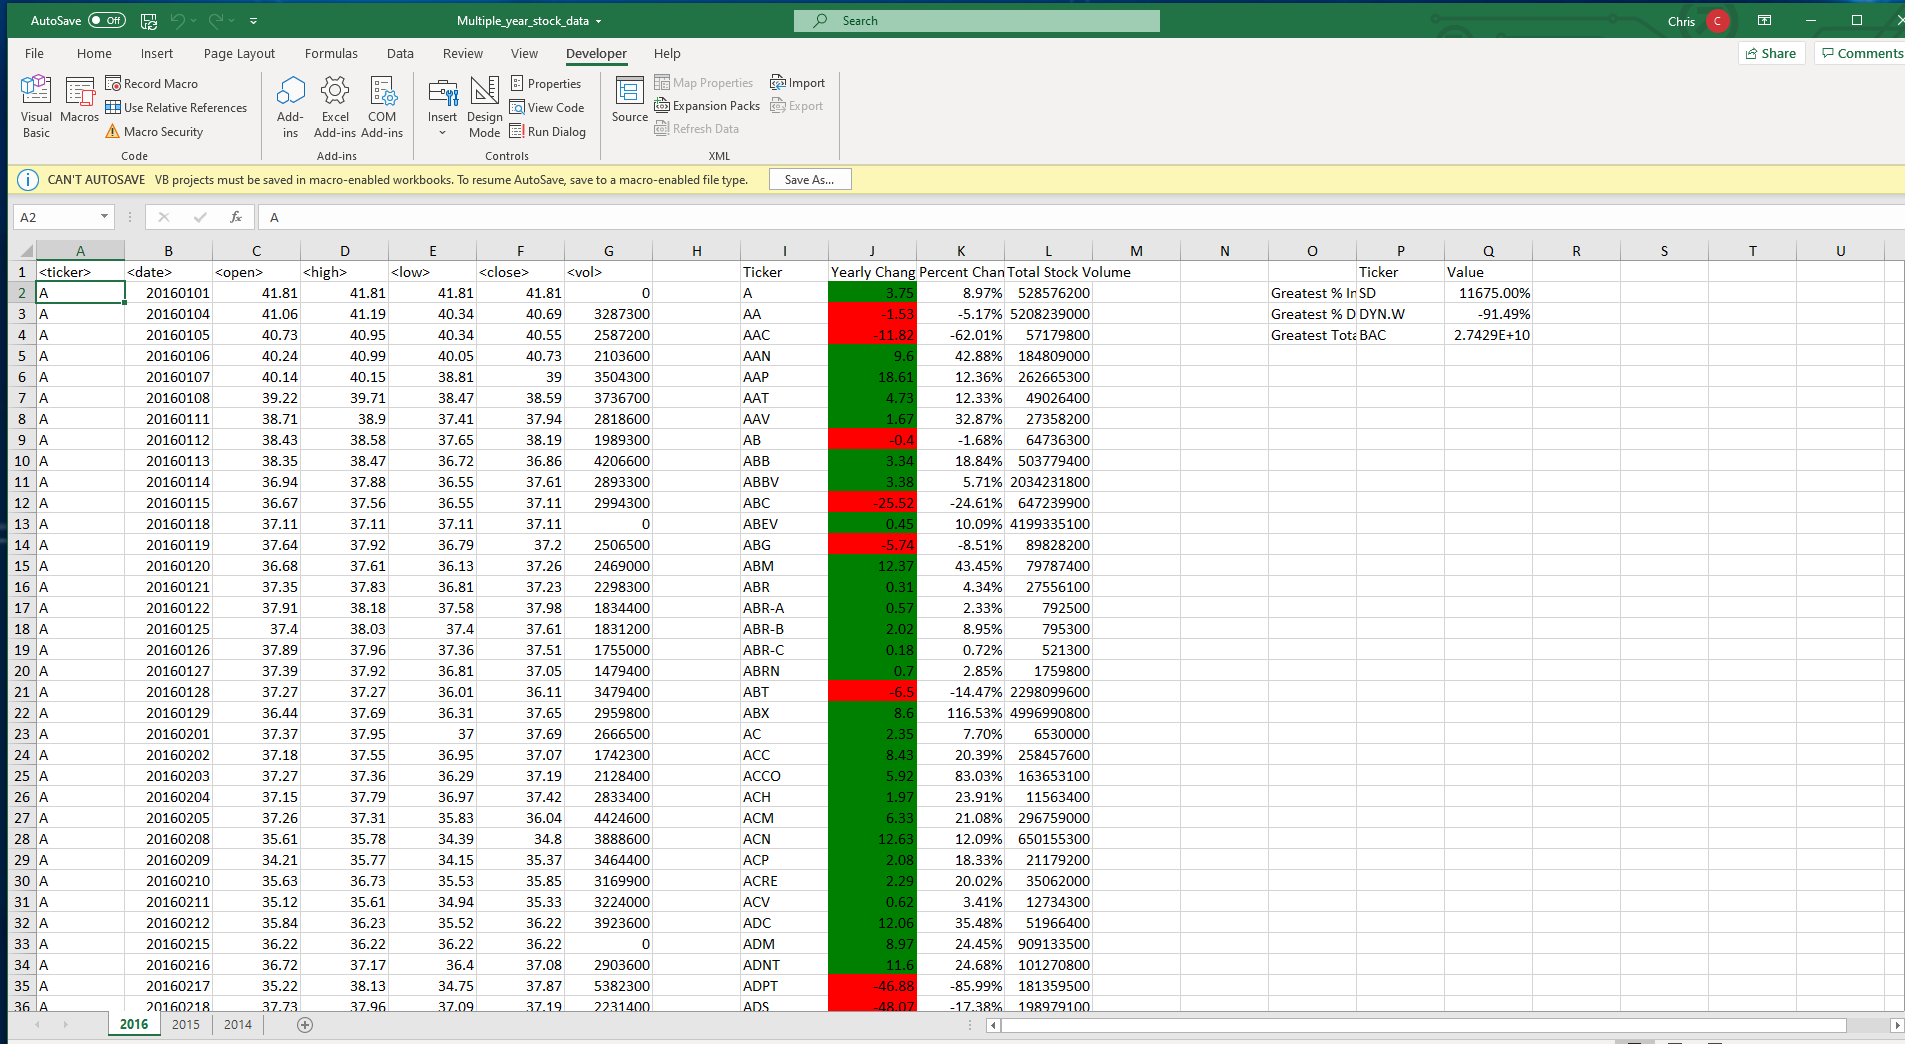 AutoSave Off Multiple_year_stock_data Search Chris C
File Home Insert Page Layout Formulas Data Review View Developer Help Share Comments
Visual Basic Macros Record Macro Use Relative References Macro Security Code
Add-ins Excel Add-ins COM Add-ins Add-ins
Insert Design Mode Properties View Code Run Dialog Controls
Source Map Properties Expansion Packs Refresh Data Import Export XML
CAN'T AUTOSAVE VB projects must be saved in macro-enabled workbooks. To resume AutoSave, save to a macro-enabled file type. Save As...
A2 fx A
A B C D E F G H I J K L M N O P Q R S T U
1 <ticker> <date> <open> <high> <low> <close> <vol> Ticker Yearly Chang Percent Chan Total Stock Volume Ticker Value
2 A 20160101 41.81 41.81 41.81 41.81 0 A 3.75 8.97% 528576200 Greatest % In SD 11675.00%
3 A 20160104 41.06 41.19 40.34 40.69 3287300 AA -1.53 -5.17% 5208239000 Greatest % D DYN.W -91.49%
4 A 20160105 40.73 40.95 40.34 40.55 2587200 AAC -11.82 -62.01% 57179800 Greatest Tota BAC 2.7429E+10
5 A 20160106 40.24 40.99 40.05 40.73 2103600 AAN 9.6 42.88% 184809000
6 A 20160107 40.14 40.15 38.81 39 3504300 AAP 18.61 12.36% 262665300
7 A 20160108 39.22 39.71 38.47 38.59 3736700 AAT 4.73 12.33% 49026400
8 A 20160111 38.71 38.9 37.41 37.94 2818600 AAV 1.67 32.87% 27358200
9 A 20160112 38.43 38.58 37.65 38.19 1989300 AB -0.4 -1.68% 64736300
10 A 20160113 38.35 38.47 36.72 36.86 4206600 ABB 3.34 18.84% 503779400
11 A 20160114 36.94 37.88 36.55 37.61 2893300 ABBV 3.38 5.71% 2034231800
12 A 20160115 36.67 37.56 36.55 37.11 2994300 ABC -25.52 -24.61% 647239900
13 A 20160118 37.11 37.11 37.11 37.11 0 ABEV 0.45 10.09% 4199335100
14 A 20160119 37.64 37.92 36.79 37.2 2506500 ABG -5.74 -8.51% 89828200
15 A 20160120 36.68 37.61 36.13 37.26 2469000 ABM 12.37 43.45% 79787400
16 A 20160121 37.35 37.83 36.81 37.23 2298300 ABR 0.31 4.34% 27556100
17 A 20160122 37.91 38.18 37.58 37.98 1834400 ABR-A 0.57 2.33% 792500
18 A 20160125 37.4 38.03 37.4 37.61 1831200 ABR-B 2.02 8.95% 795300
19 A 20160126 37.89 37.96 37.36 37.51 1755000 ABR-C 0.18 0.72% 521300
20 A 20160127 37.39 37.92 36.81 37.05 1479400 ABRN 0.7 2.85% 1759800
21 A 20160128 37.27 37.27 36.01 36.11 3479400 ABT -6.5 -14.47% 2298099600
22 A 20160129 36.44 37.69 36.31 37.65 2959800 ABX 8.6 116.53% 4996990800
23 A 20160201 37.37 37.95 37 37.69 2666500 AC 2.35 7.70% 6530000
24 A 20160202 37.18 37.55 36.95 37.07 1742300 ACC 8.43 20.39% 258457600
25 A 20160203 37.27 37.36 36.29 37.19 2128400 ACCO 5.92 83.03% 163653100
26 A 20160204 37.15 37.79 36.97 37.42 2833400 ACH 1.97 23.91% 11563400
27 A 20160205 37.26 37.31 35.83 36.04 4424600 ACM 6.33 21.08% 296759000
28 A 20160208 35.61 35.78 34.39 34.8 3888600 ACN 12.63 12.09% 650155300
29 A 20160209 34.21 35.77 34.15 35.37 3464400 ACP 2.08 18.33% 21179200
30 A 20160210 35.63 36.73 35.53 35.85 3169900 ACRE 2.29 20.02% 35062000
31 A 20160211 35.12 35.61 34.94 35.33 3224000 ACV 0.62 3.41% 12734300
32 A 20160212 35.84 36.23 35.52 36.22 3923600 ADC 12.06 35.48% 51966400
33 A 20160215 36.22 36.22 36.22 36.22 0 ADM 8.97 24.45% 909133500
34 A 20160216 36.72 37.17 36.4 37.08 2903600 ADNT 11.6 24.68% 101270800
35 A 20160217 35.22 38.13 34.75 37.87 5382300 ADPT -46.88 -85.99% 181359500
36 A 20160218 37.73 37.96 37.09 37.19 2231400 ADS -48.07 -17.38% 198979100
2016 2015 2014